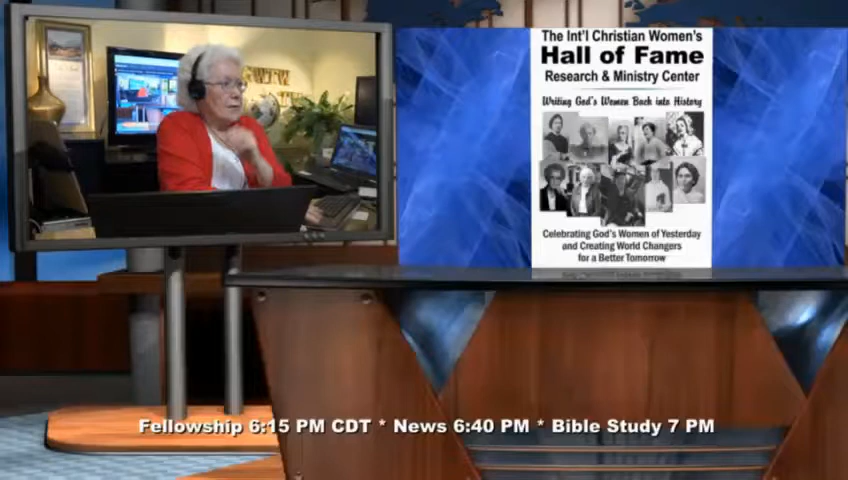 The Int'l Christian Women's
Hall of Fame
Research & Ministry Center
Writing God's Women Back into History
Celebrating God's Women of Yesterday
and Creating World Changers
for a Better Tomorrow
Fellowship 6:15 PM CDT * News 6:40 PM * Bible Study 7 PM